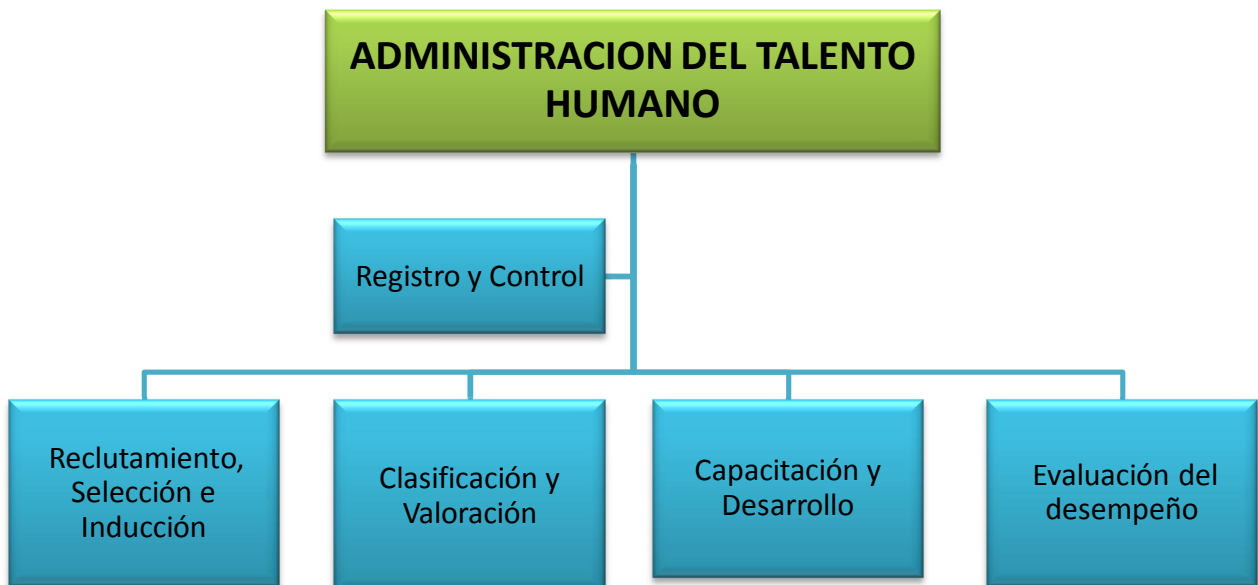 ADMINISTRACION DEL TALENTO
HUMANO
Registro y Control
Reclutamiento,
Selección e
Inducción
Clasificación y
Valoración
Capacitación y
Desarrollo
Evaluación del
desempeño